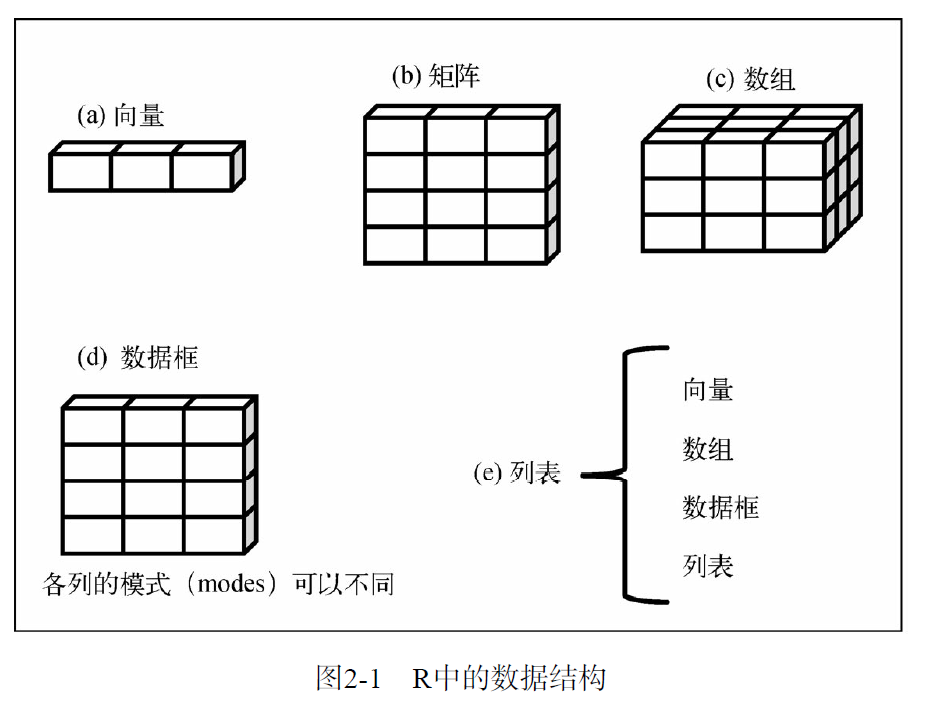 (a) 向量
(b) 矩阵
(c) 数组
(d) 数据框
各列的模式（modes）可以不同
(e) 列表
向量
数组
数据框
列表
图2-1 R中的数据结构